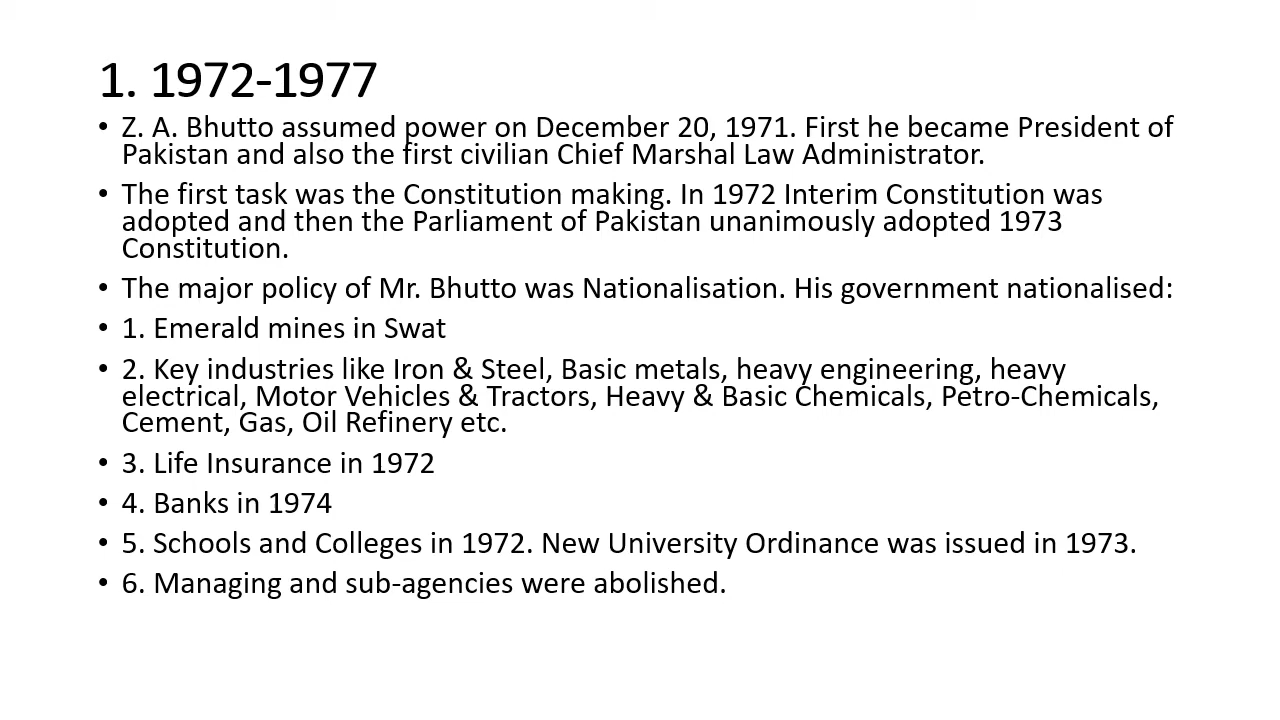 1. 1972-1977
• Z. A. Bhutto assumed power on December 20, 1971. First he became President of
Pakistan and also the first civilian Chief Marshal Law Administrator.
• The first task was the Constitution making. In 1972 Interim Constitution was
adopted and then the Parliament of Pakistan unanimously adopted 1973
Constitution.
• The major policy of Mr. Bhutto was Nationalisation. His government nationalised:
• 1. Emerald mines in Swat
• 2. Key industries like Iron & Steel, Basic metals, heavy engineering, heavy
electrical, Motor Vehicles & Tractors, Heavy & Basic Chemicals, Petro-Chemicals,
Cement, Gas, Oil Refinery etc.
• 3. Life Insurance in 1972
• 4. Banks in 1974
• 5. Schools and Colleges in 1972. New University Ordinance was issued in 1973.
• 6. Managing and sub-agencies were abolished.